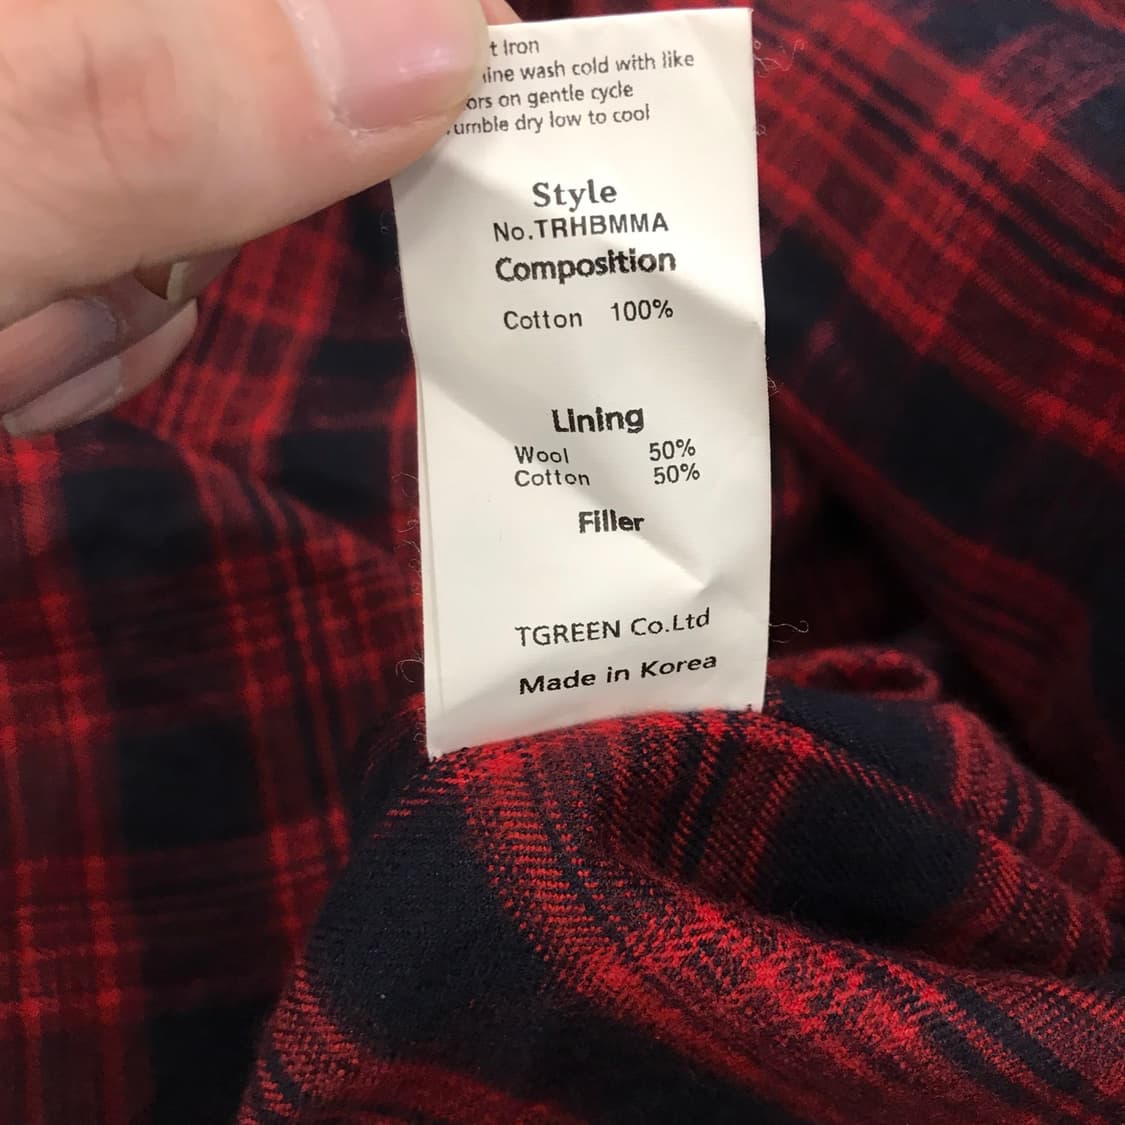 t Iron
ine wash cold with like
ors on gentle cycle
umble dry low to cool
Style
No.TRHBMMA
Composition
Cotton 100%
Lining
Wool 50%
Cotton 50%
Filler
TGREEN Co.Ltd
Made in Korea